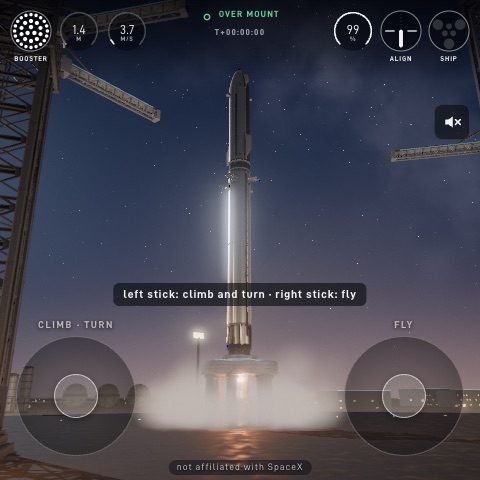 OVER MOUNT
T+00:00:00
1.4
M
3.7
M/S
99
%
BOOSTER
ALIGN
SHIP
left stick: climb and turn · right stick: fly
CLIMB · TURN
FLY
not affiliated with SpaceX